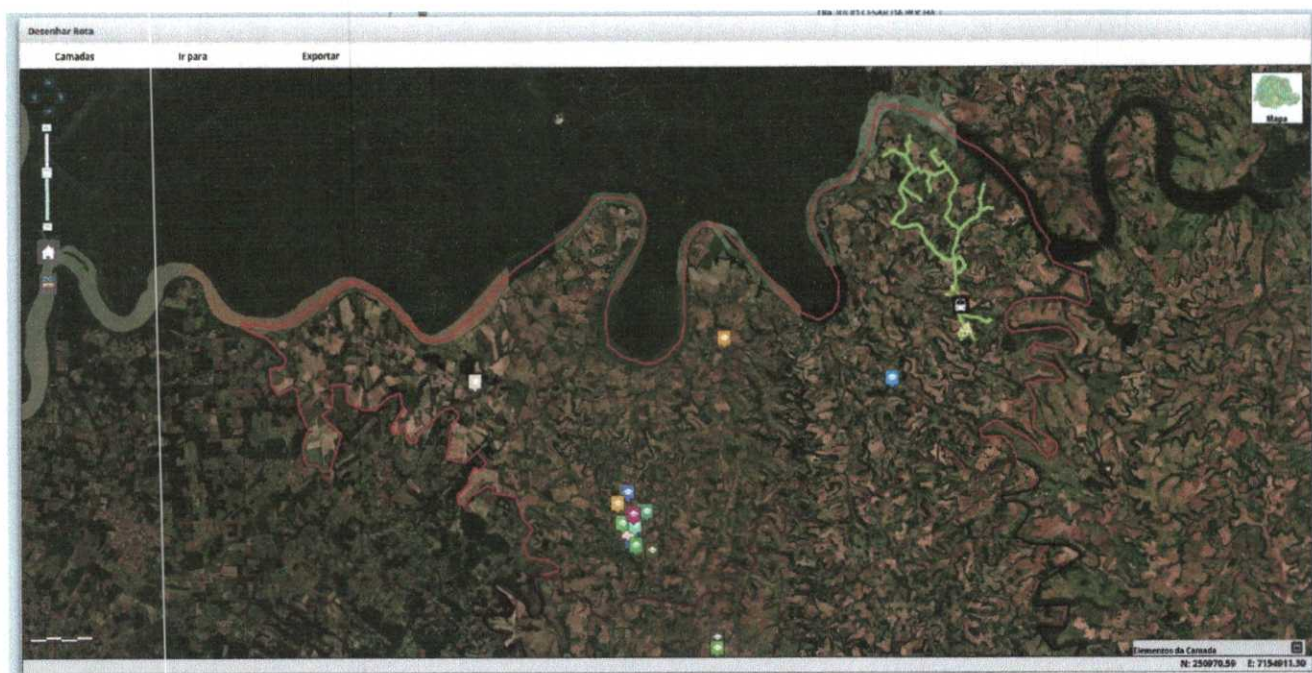 Desenhar Rota
Camadas Ir para Exportar
Mapa
Elementos da Camada
N: 250970.59 E: 7154911.30